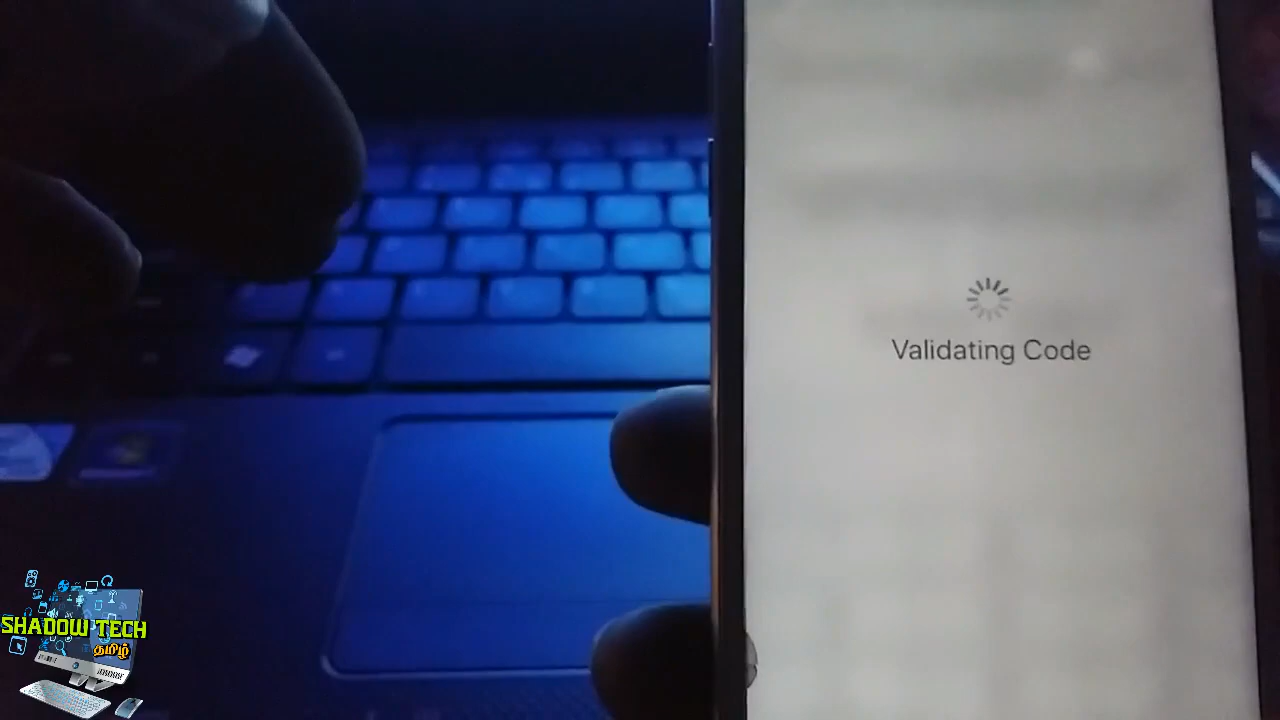 Validating Code
SHADOW TECH
தமிழ்